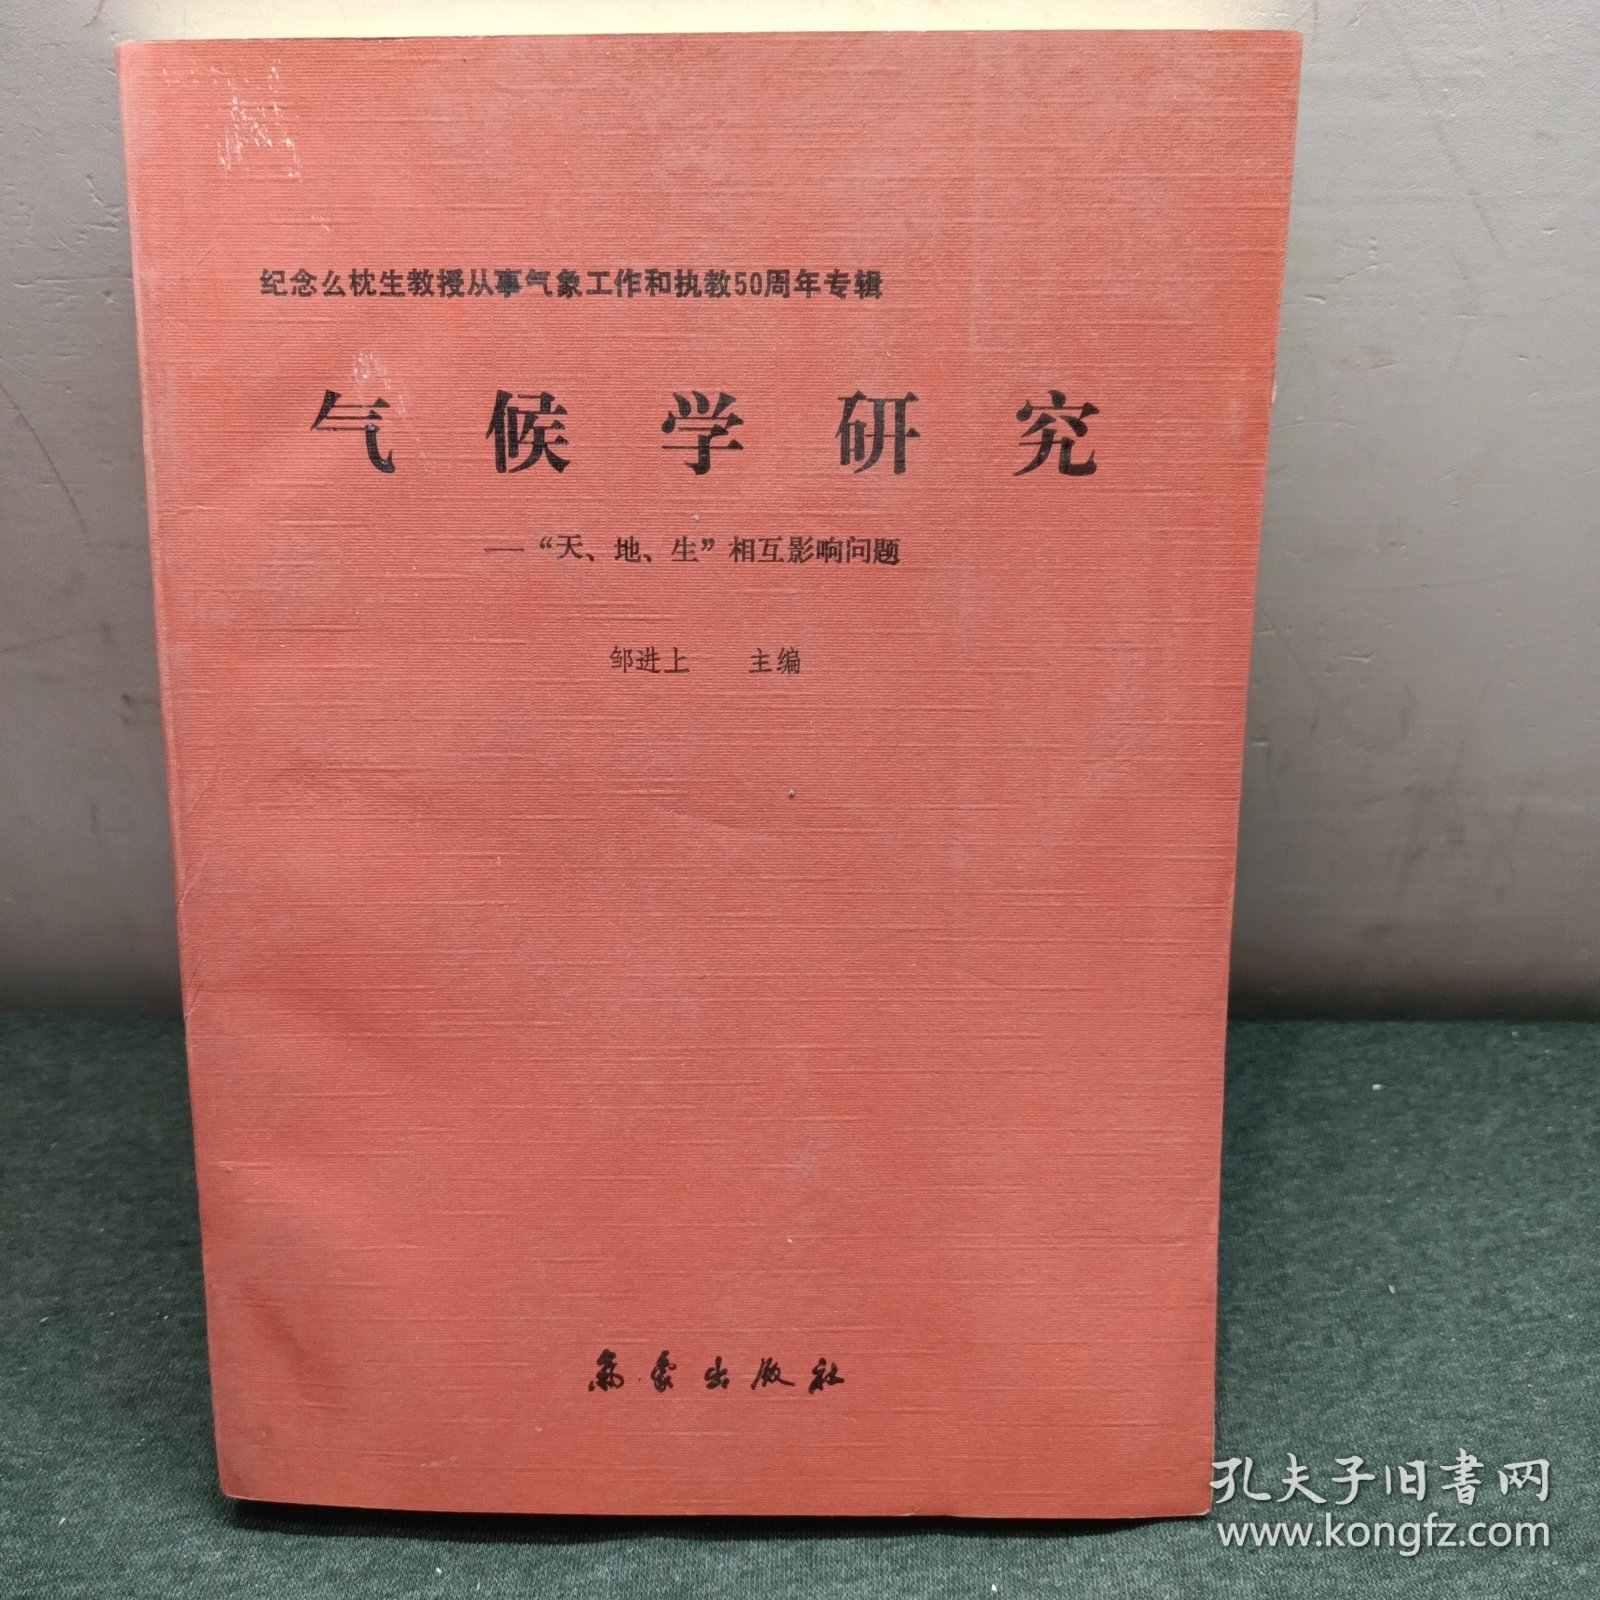 纪念么枕生教授从事气象工作和执教50周年专辑
气候学研究
—“天、地、生”相互影响问题
邹进上 主编
气象出版社
孔夫子旧书网
www.kongfz.com